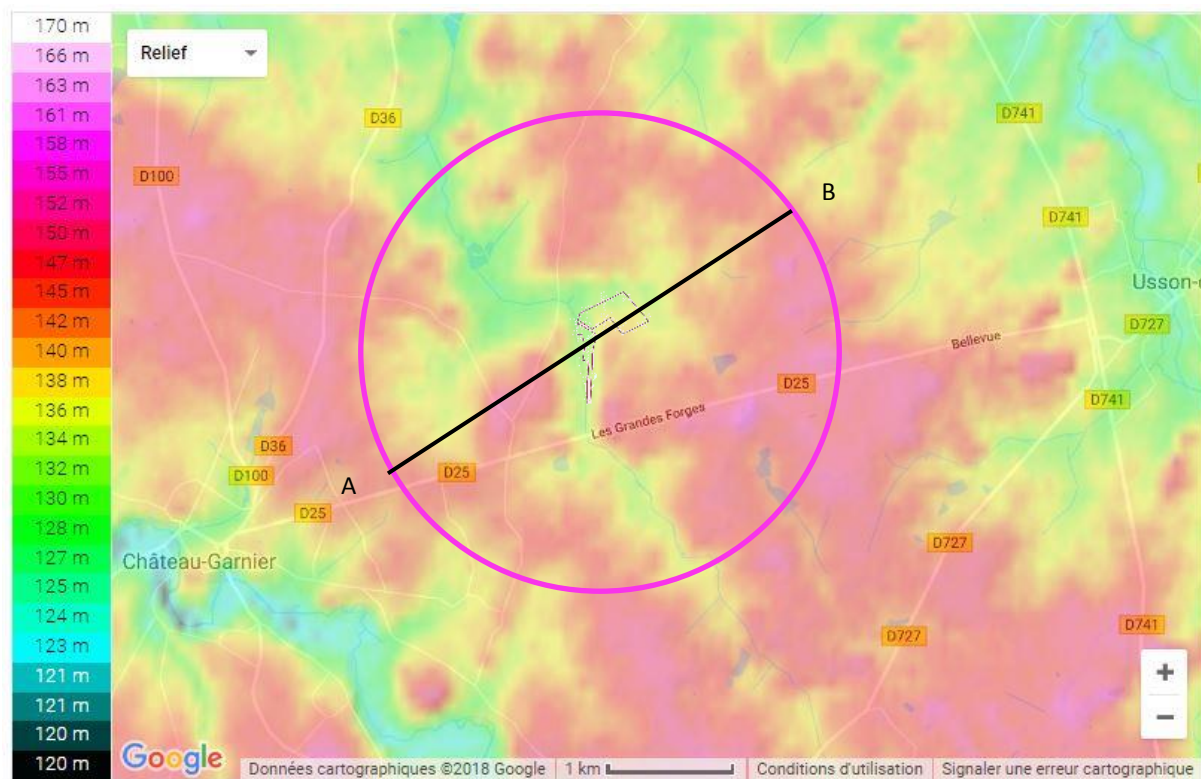 170 m
166 m
163 m
161 m
158 m
155 m
152 m
150 m
147 m
145 m
142 m
140 m
138 m
136 m
134 m
132 m
130 m
128 m
127 m
125 m
124 m
123 m
121 m
121 m
120 m
120 m
Relief
D36
D741
D100
B
D741
Usson-
D727
Bellevue
D25
D741
Les Grandes Forges
D36
D25
D100
A
D25
D727
Château-Garnier
D741
D727
+
−
Google
Données cartographiques ©2018 Google
1 km
Conditions d'utilisation
Signaler une erreur cartographique